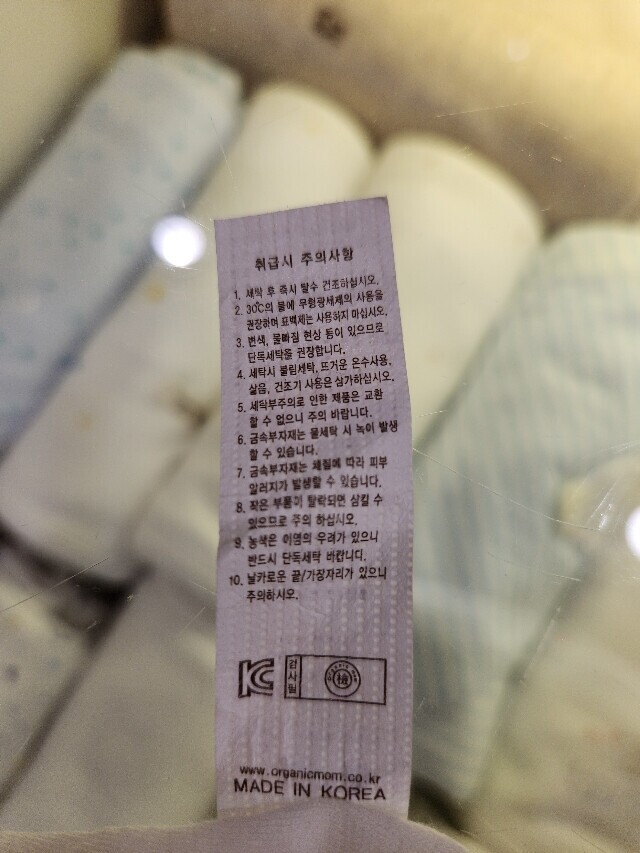 취급시 주의사항
1. 세탁 후 즉시 탈수 건조하십시오.
2. 30℃의 물에 무형광세제의 사용을
권장하며 표백제는 사용하지 마십시오.
3. 변색, 물빠짐 현상 등이 있으므로
단독세탁을 권장합니다.
4. 세탁시 불림세탁, 뜨거운 온수사용,
삶음, 건조기 사용은 삼가하십시오.
5. 세탁부주의로 인한 제품은 교환
할 수 없으니 주의 바랍니다.
6. 금속부자재는 물세탁 시 녹이 발생
할 수 있습니다.
7. 금속부자재는 체질에 따라 피부
알러지가 발생할 수 있습니다.
8. 작은 부품이 탈락되면 삼킬 수
있으므로 주의 하십시오.
9. 농색은 이염의 우려가 있으니
반드시 단독세탁 바랍니다.
10. 날카로운 끝/가장자리가 있으니
주의하시오.
KC 검사필 organic mom 檢
www.organicmom.co.kr
MADE IN KOREA